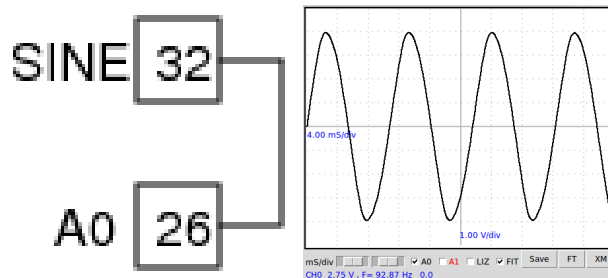 SINE 32
A0 26
4.00 mS/div
1.00 V/div
mS/div A0 A1 LIZ FIT Save FT XM
CH0 2.75 V , F= 92.87 Hz 0.0